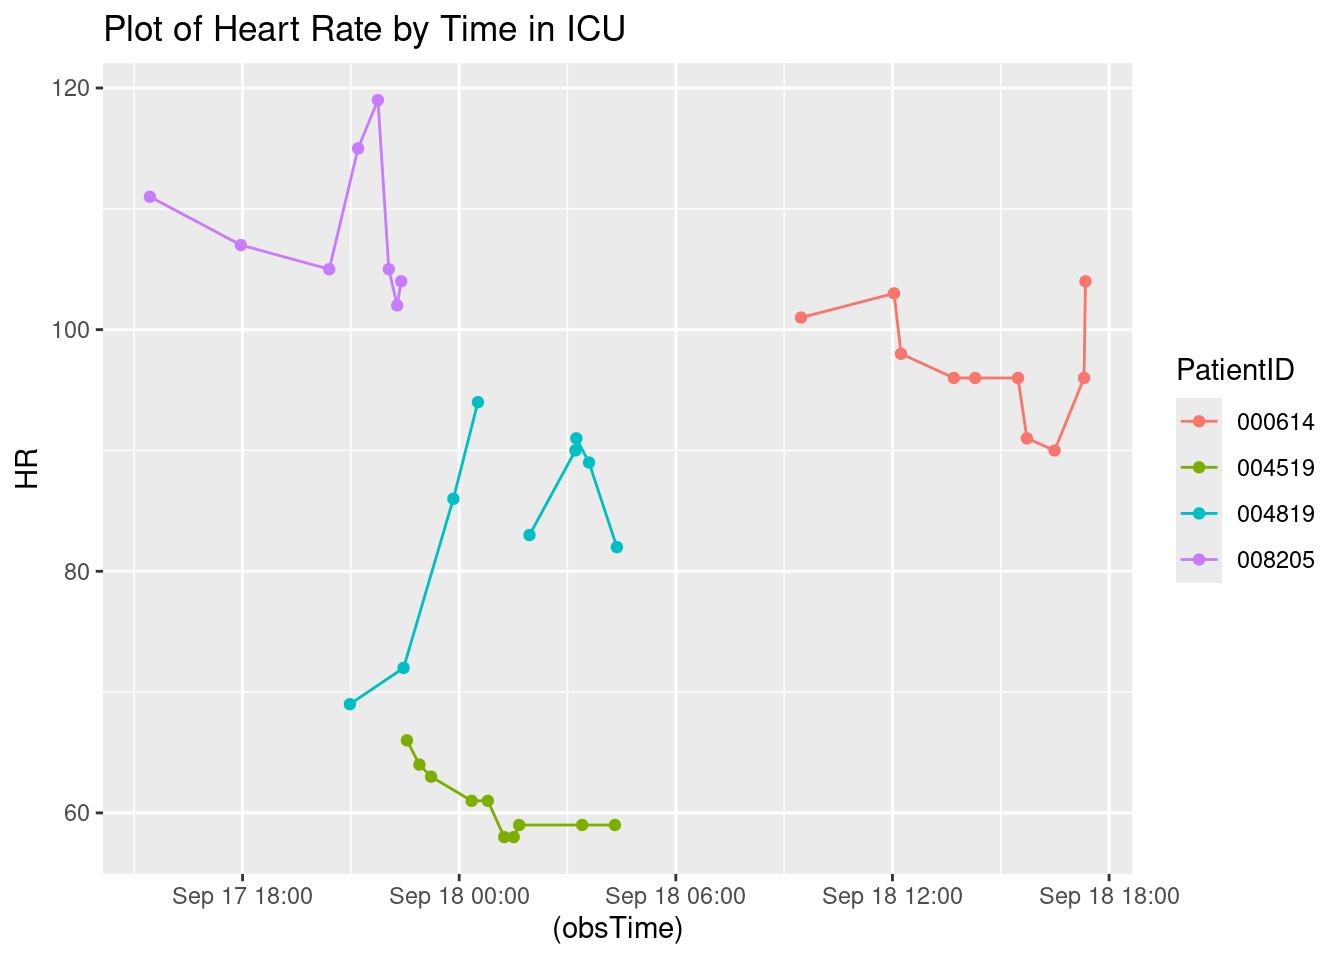 Plot of Heart Rate by Time in ICU
120
100
80
60
HR
Sep 17 18:00
Sep 18 00:00
Sep 18 06:00
Sep 18 12:00
Sep 18 18:00
(obsTime)
PatientID
000614
004519
004819
008205